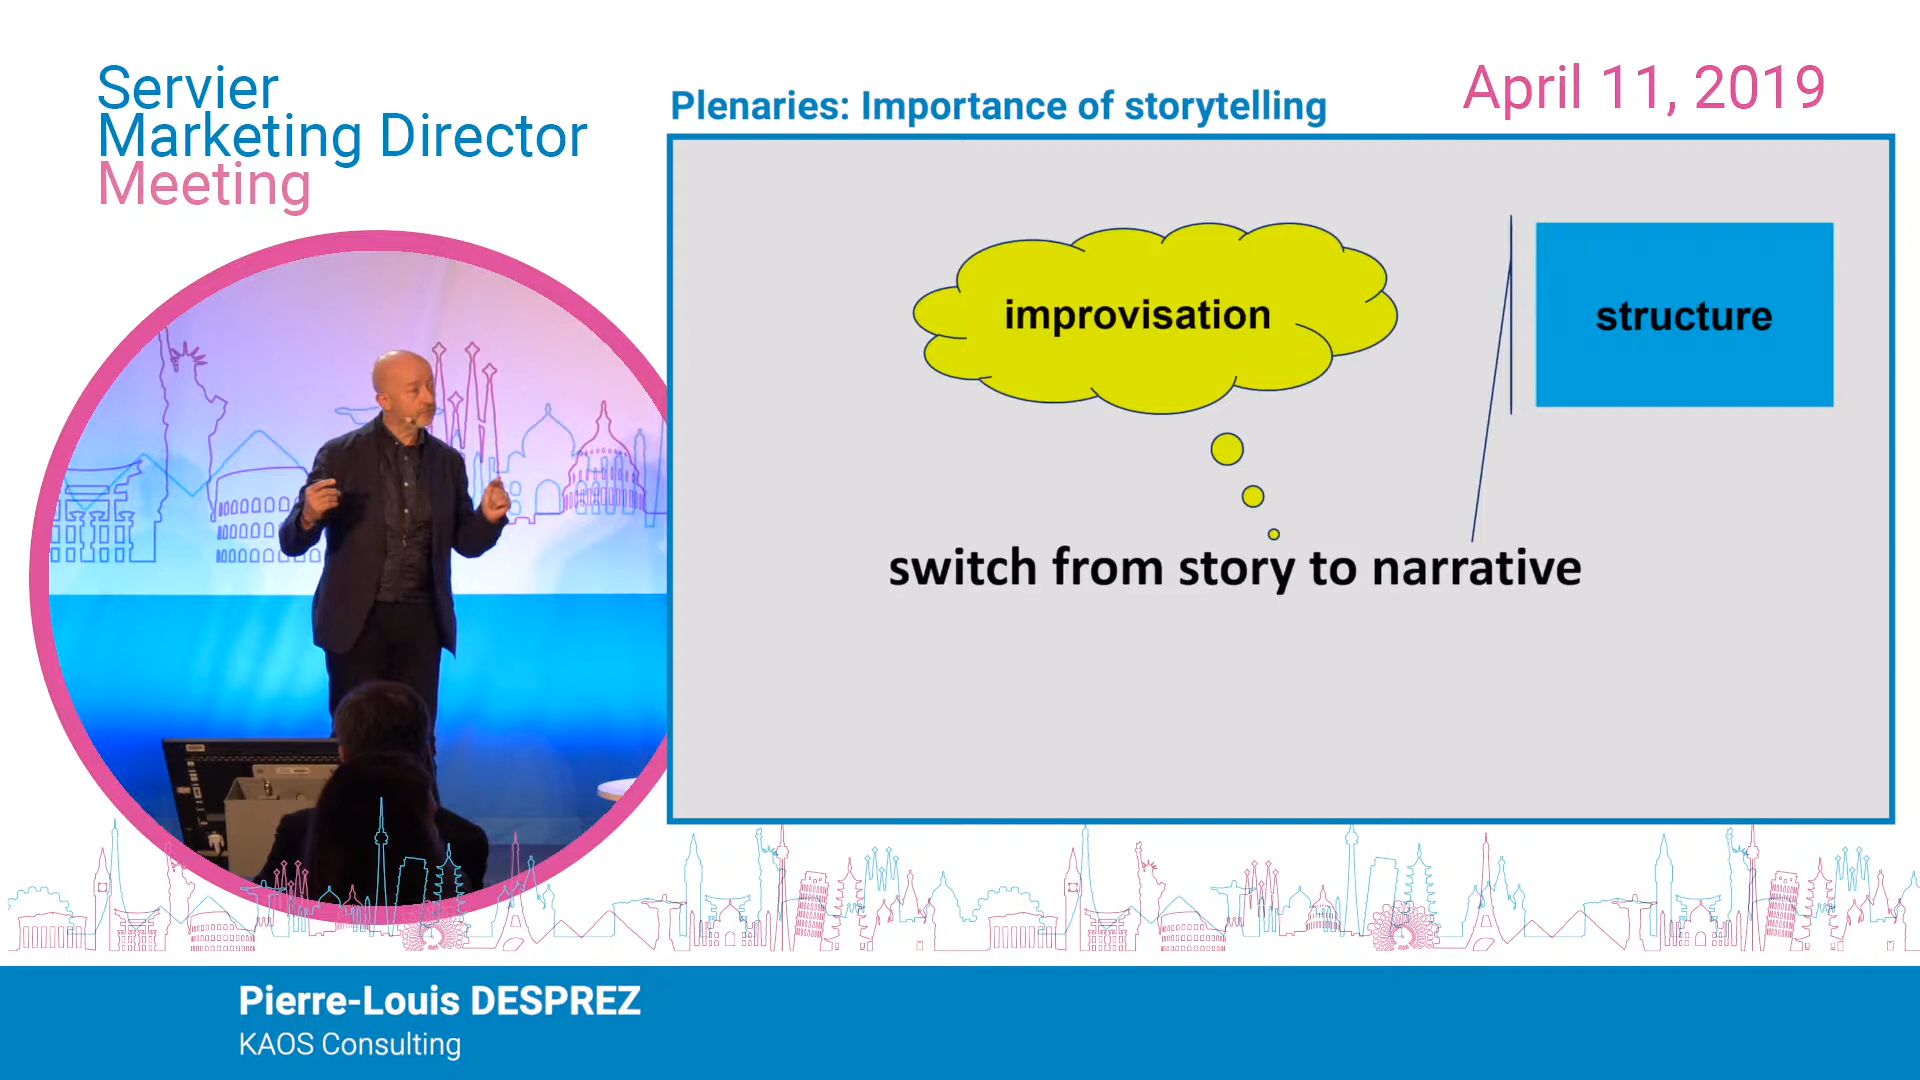 Servier
Marketing Director
Meeting
Plenaries: Importance of storytelling
April 11, 2019
improvisation
structure
switch from story to narrative
Pierre-Louis DESPREZ
KAOS Consulting